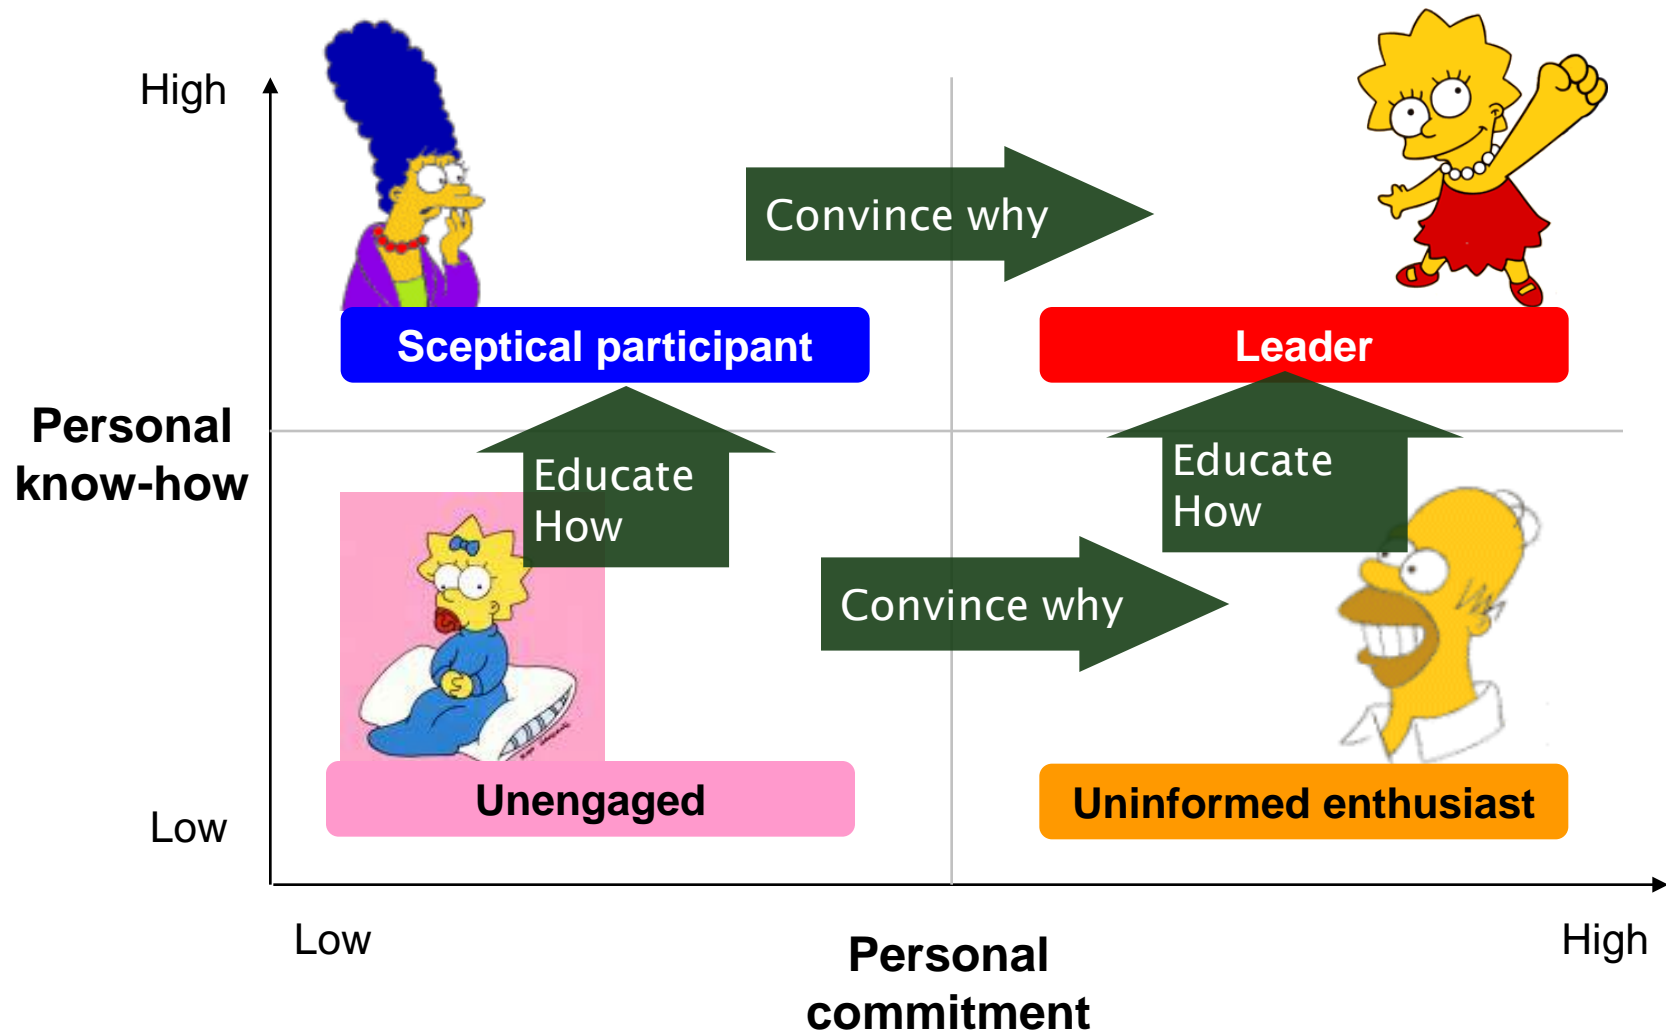 High
Convince why
Sceptical participant
Leader
Personal
know-how
Educate
How
Educate
How
Convince why
Unengaged
Uninformed enthusiast
Low
Low
High
Personal
commitment